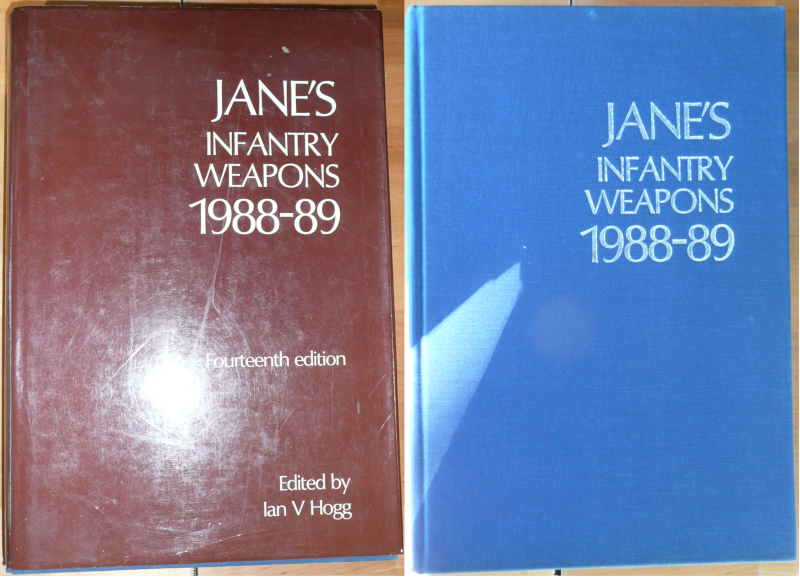 JANE'S
INFANTRY
WEAPONS
1988-89
Fourteenth edition
Edited by
Ian V Hogg
JANE'S
INFANTRY
WEAPONS
1988-89